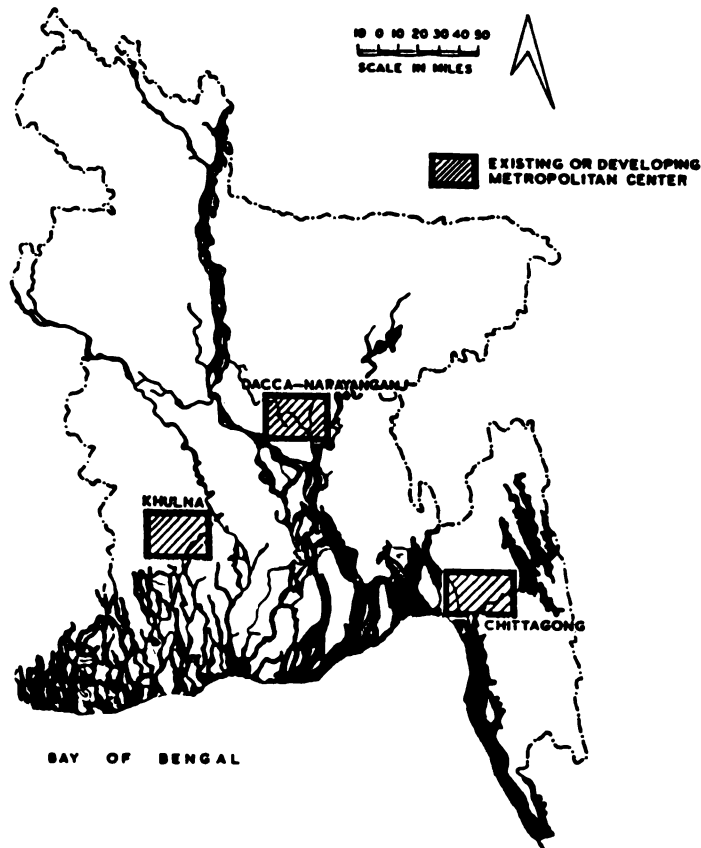 10 0 10 20 30 40 50
SCALE IN MILES
EXISTING OR DEVELOPING
METROPOLITAN CENTER
DACCA-NARAYANGANJ
KHULNA
CHITTAGONG
BAY OF BENGAL